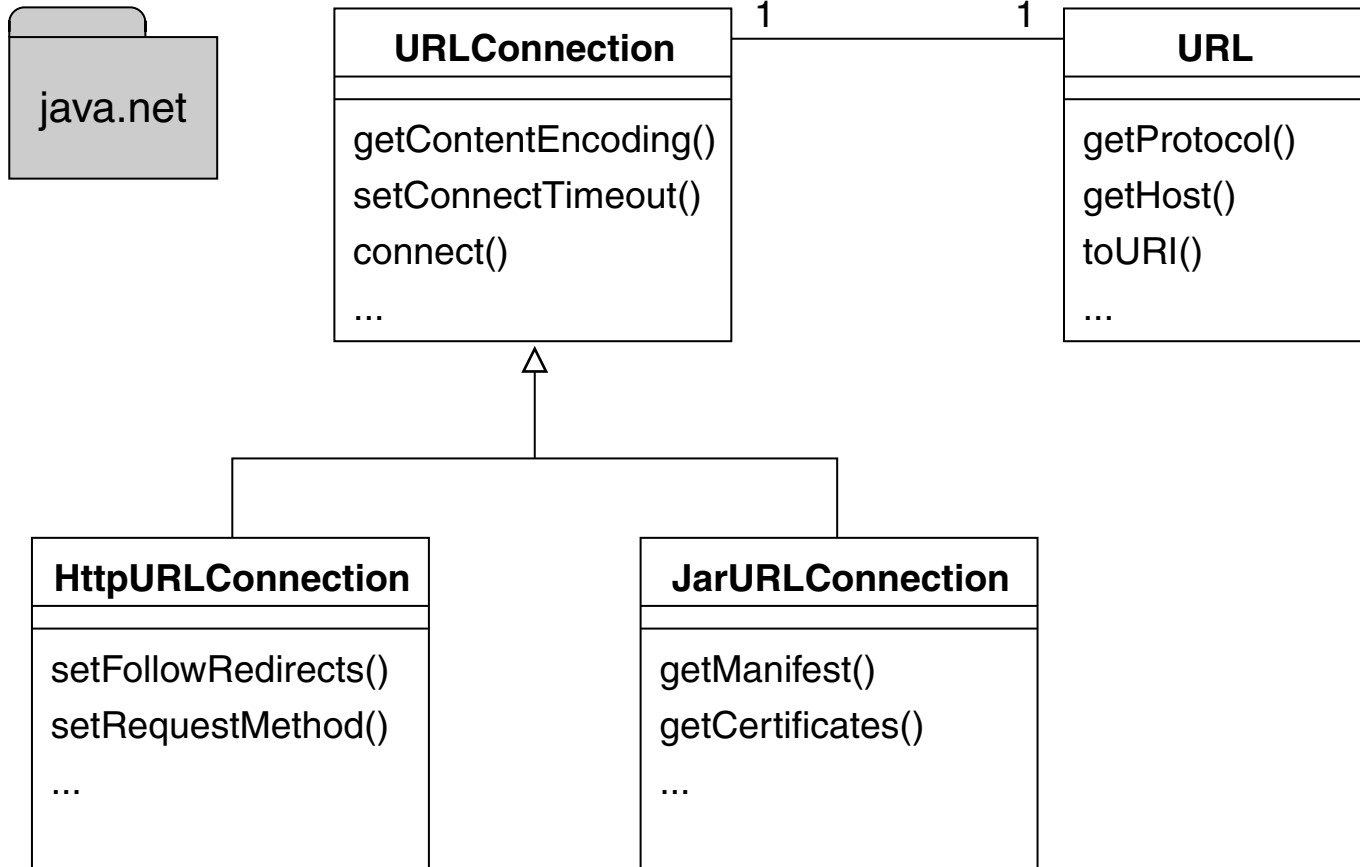 java.net
URLConnection
getContentEncoding()
setConnectTimeout()
connect()
...
1
1
URL
getProtocol()
getHost()
toURI()
...
HttpURLConnection
setFollowRedirects()
setRequestMethod()
...
JarURLConnection
getManifest()
getCertificates()
...